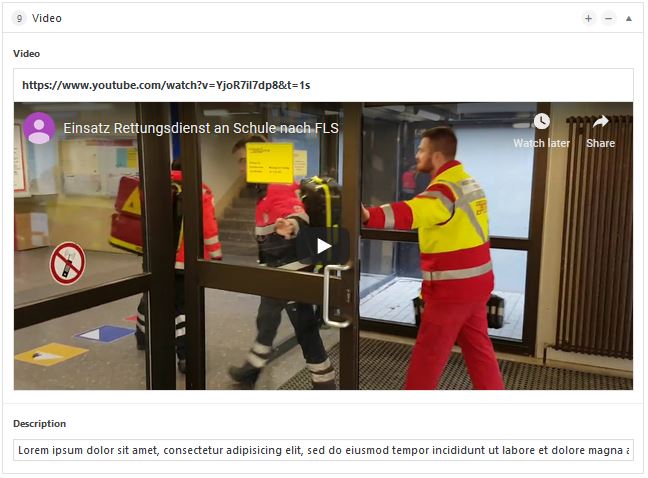 9 Video
Video
https://www.youtube.com/watch?v=YjoR7il7dp8&t=1s
Einsatz Rettungsdienst an Schule nach FLS
Watch later
Share
Description
Lorem ipsum dolor sit amet, consectetur adipisicing elit, sed do eiusmod tempor incididunt ut labore et dolore magna a